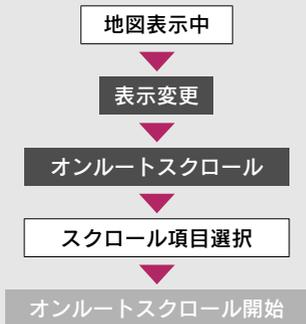 地図表示中
表示変更
オンルートスクロール
スクロール項目選択
オンルートスクロール開始